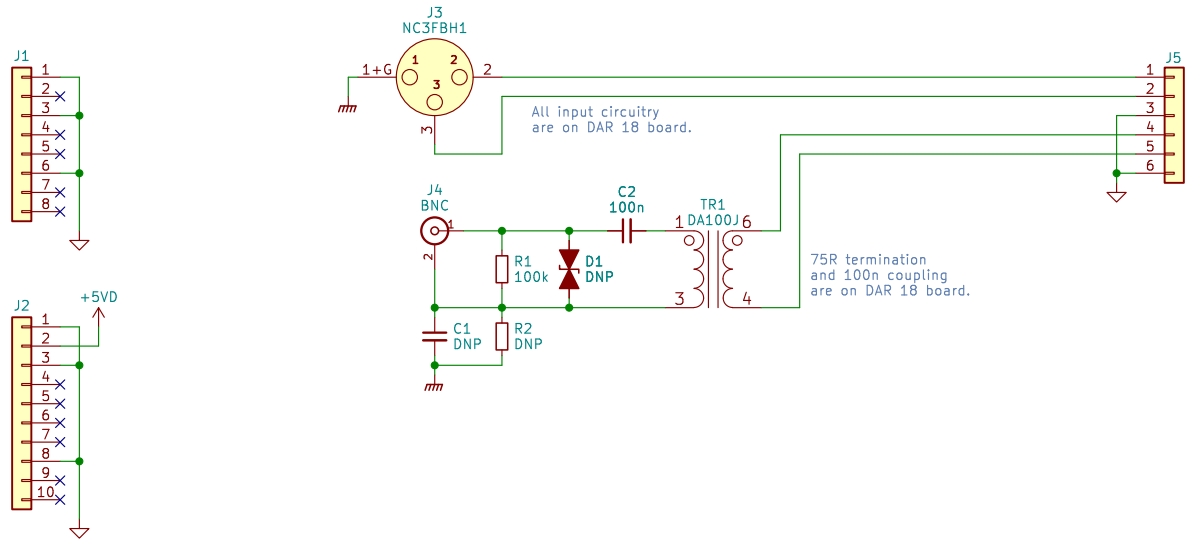 J1
1
2
3
4
5
6
7
8
J2
+5VD
1
2
3
4
5
6
7
8
9
10
J3
NC3FBH1
1+G
1
2
3
2
3
All input circuitry
are on DAR 18 board.
J4
BNC
1
2
R1
100k
D1
DNP
C2
100n
C1
DNP
R2
DNP
TR1
DA100J
1
6
3
4
75R termination
and 100n coupling
are on DAR 18 board.
J5
1
2
3
4
5
6